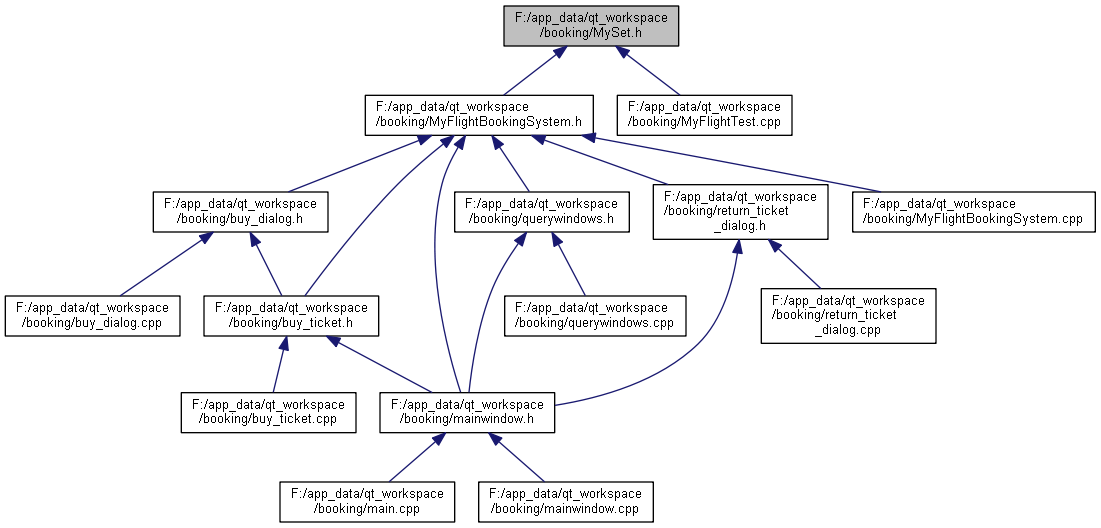 F:/app_data/qt_workspace
/booking/MySet.h
F:/app_data/qt_workspace
/booking/MyFlightBookingSystem.h
F:/app_data/qt_workspace
/booking/MyFlightTest.cpp
F:/app_data/qt_workspace
/booking/buy_dialog.h
F:/app_data/qt_workspace
/booking/querywindows.h
F:/app_data/qt_workspace
/booking/return_ticket
_dialog.h
F:/app_data/qt_workspace
/booking/MyFlightBookingSystem.cpp
F:/app_data/qt_workspace
/booking/buy_dialog.cpp
F:/app_data/qt_workspace
/booking/buy_ticket.h
F:/app_data/qt_workspace
/booking/querywindows.cpp
F:/app_data/qt_workspace
/booking/return_ticket
_dialog.cpp
F:/app_data/qt_workspace
/booking/buy_ticket.cpp
F:/app_data/qt_workspace
/booking/mainwindow.h
F:/app_data/qt_workspace
/booking/main.cpp
F:/app_data/qt_workspace
/booking/mainwindow.cpp